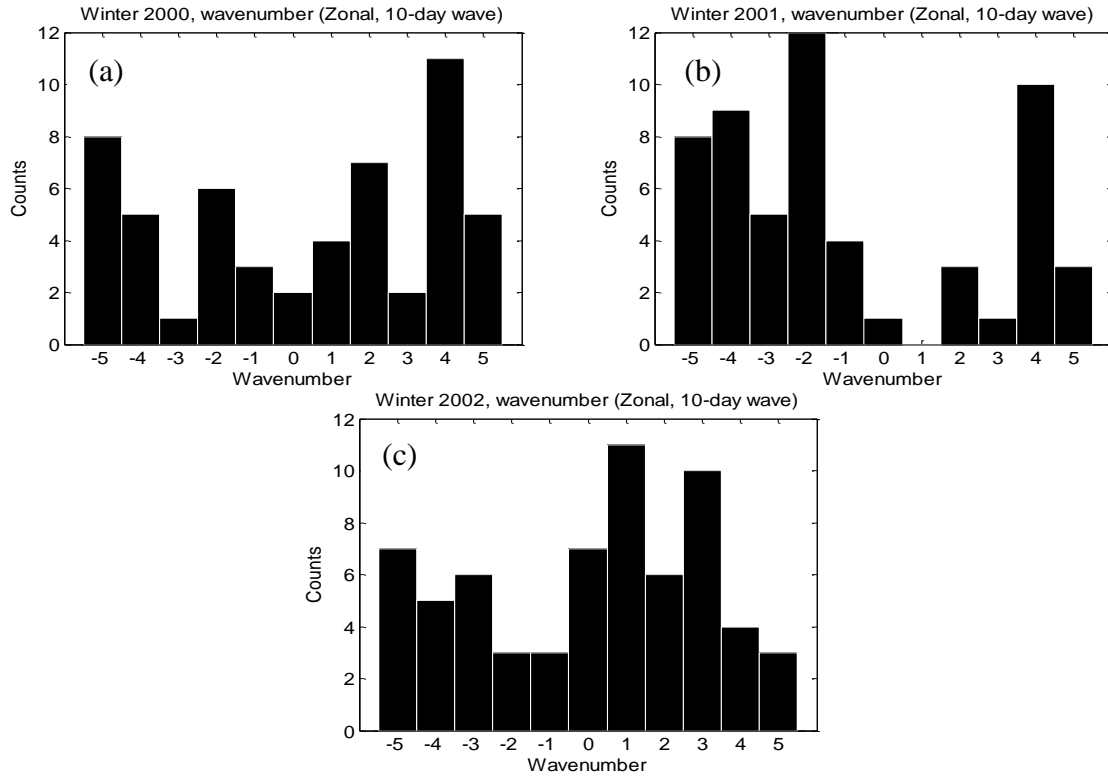 Winter 2000, wavenumber (Zonal, 10-day wave)
(a)
12
10
8
6
4
2
0
Counts
-5 -4 -3 -2 -1 0 1 2 3 4 5
Wavenumber
Winter 2001, wavenumber (Zonal, 10-day wave)
(b)
12
10
8
6
4
2
0
Counts
-5 -4 -3 -2 -1 0 1 2 3 4 5
Wavenumber
Winter 2002, wavenumber (Zonal, 10-day wave)
(c)
12
10
8
6
4
2
0
Counts
-5 -4 -3 -2 -1 0 1 2 3 4 5
Wavenumber